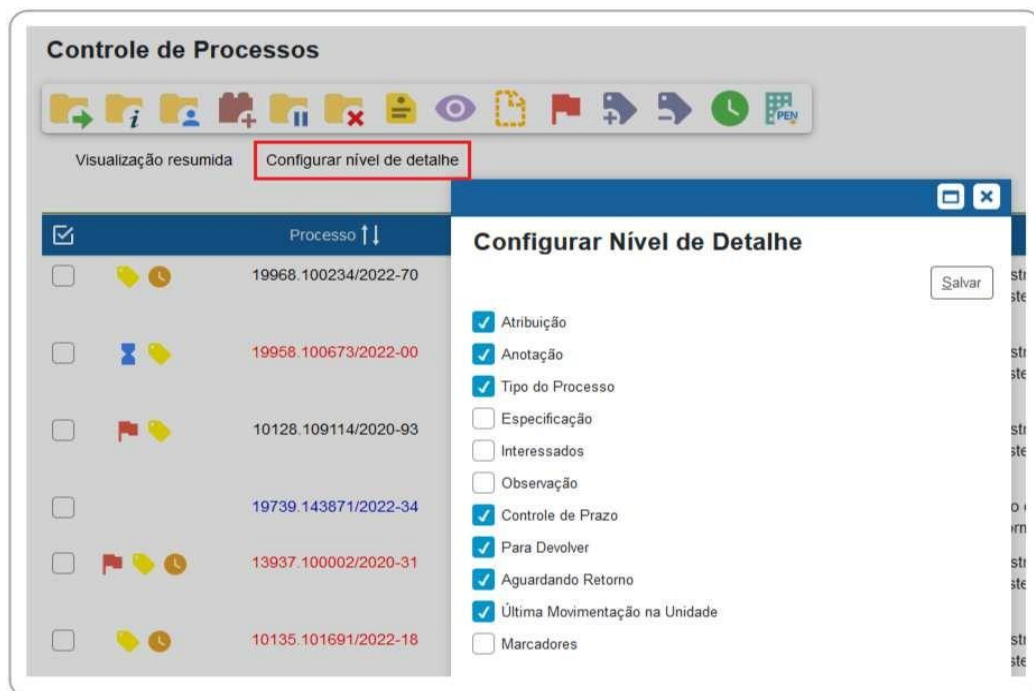 Controle de Processos
PEN
Visualização resumida Configurar nível de detalhe
Processo
Configurar Nível de Detalhe
Salvar
19968.100234/2022-70
Atribuição
Anotação
19958.100673/2022-00
Tipo do Processo
Especificação
10128.109114/2020-93
Interessados
Observação
19739.143871/2022-34
Controle de Prazo
Para Devolver
13937.100002/2020-31
Aguardando Retorno
Última Movimentação na Unidade
10135.101691/2022-18
Marcadores